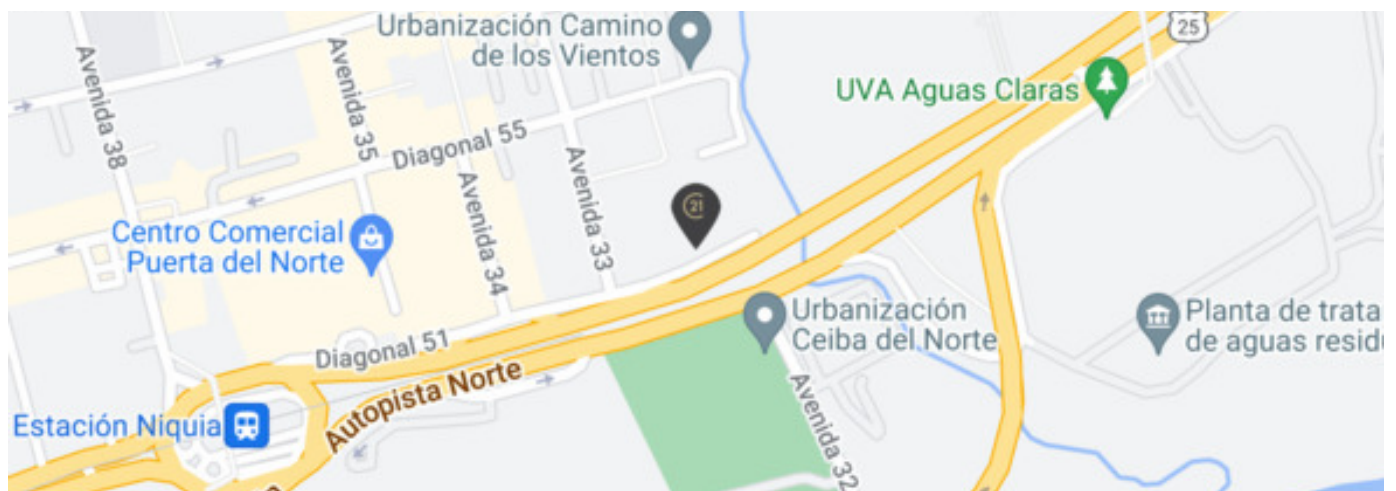 Urbanización Camino
de los Vientos
25
UVA Aguas Claras
Avenida 38
Avenida 35
Diagonal 55
Avenida 34
Avenida 33
21
Centro Comercial
Puerta del Norte
Urbanización
Ceiba del Norte
Planta de trata
de aguas residu
Diagonal 51
Autopista Norte
Avenida 32
Estación Niquia